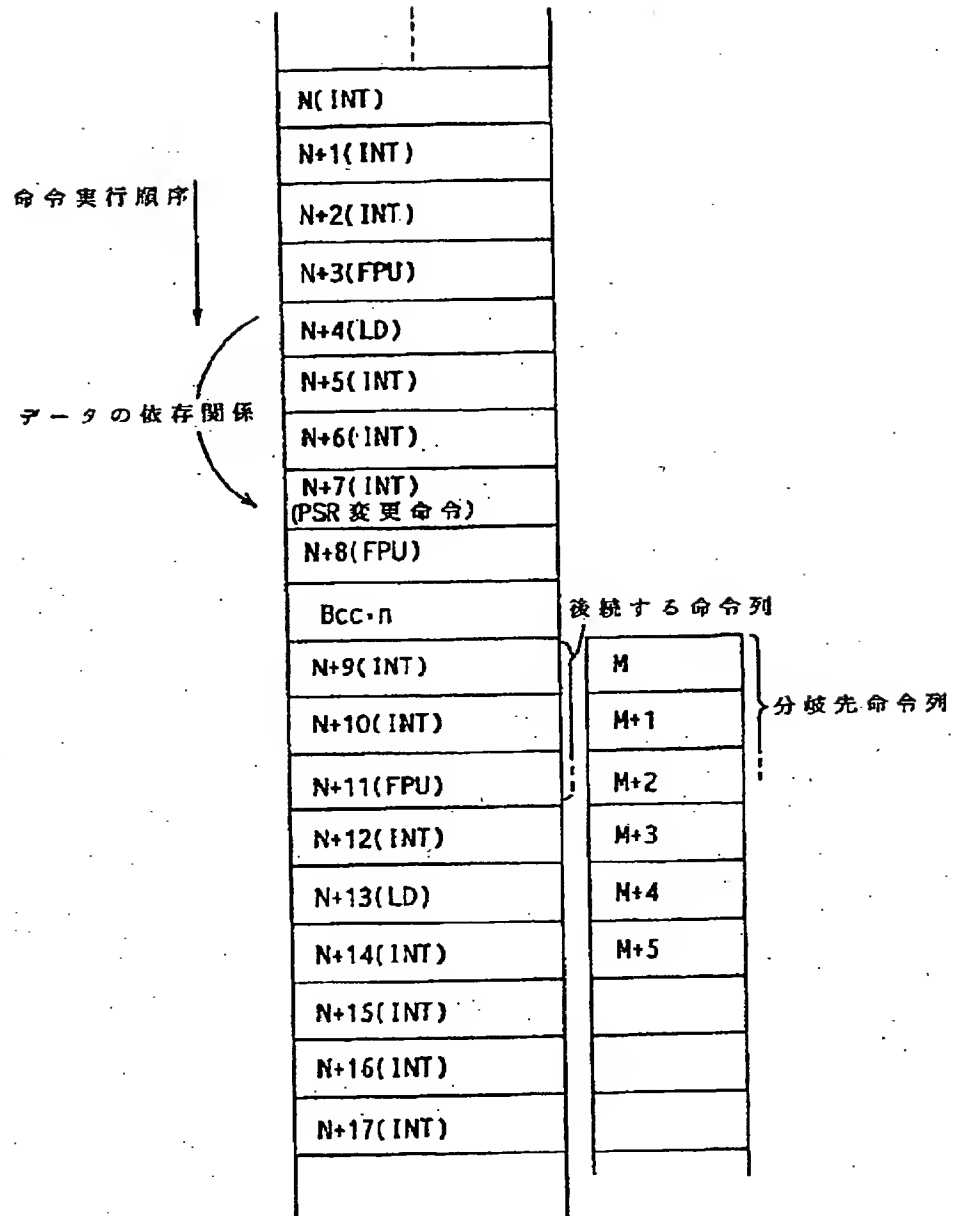 N(INT)
N+1(INT)
命令実行順序
N+2(INT)
N+3(FPU)
N+4(LD)
N+5(INT)
データの依存関係
N+6(INT)
N+7(INT)
(PSR変更命令)
N+8(FPU)
Bcc・n
後続する命令列
N+9(INT)
M
分岐先命令列
N+10(INT)
M+1
N+11(FPU)
M+2
N+12(INT)
M+3
N+13(LD)
M+4
N+14(INT)
M+5
N+15(INT)
N+16(INT)
N+17(INT)